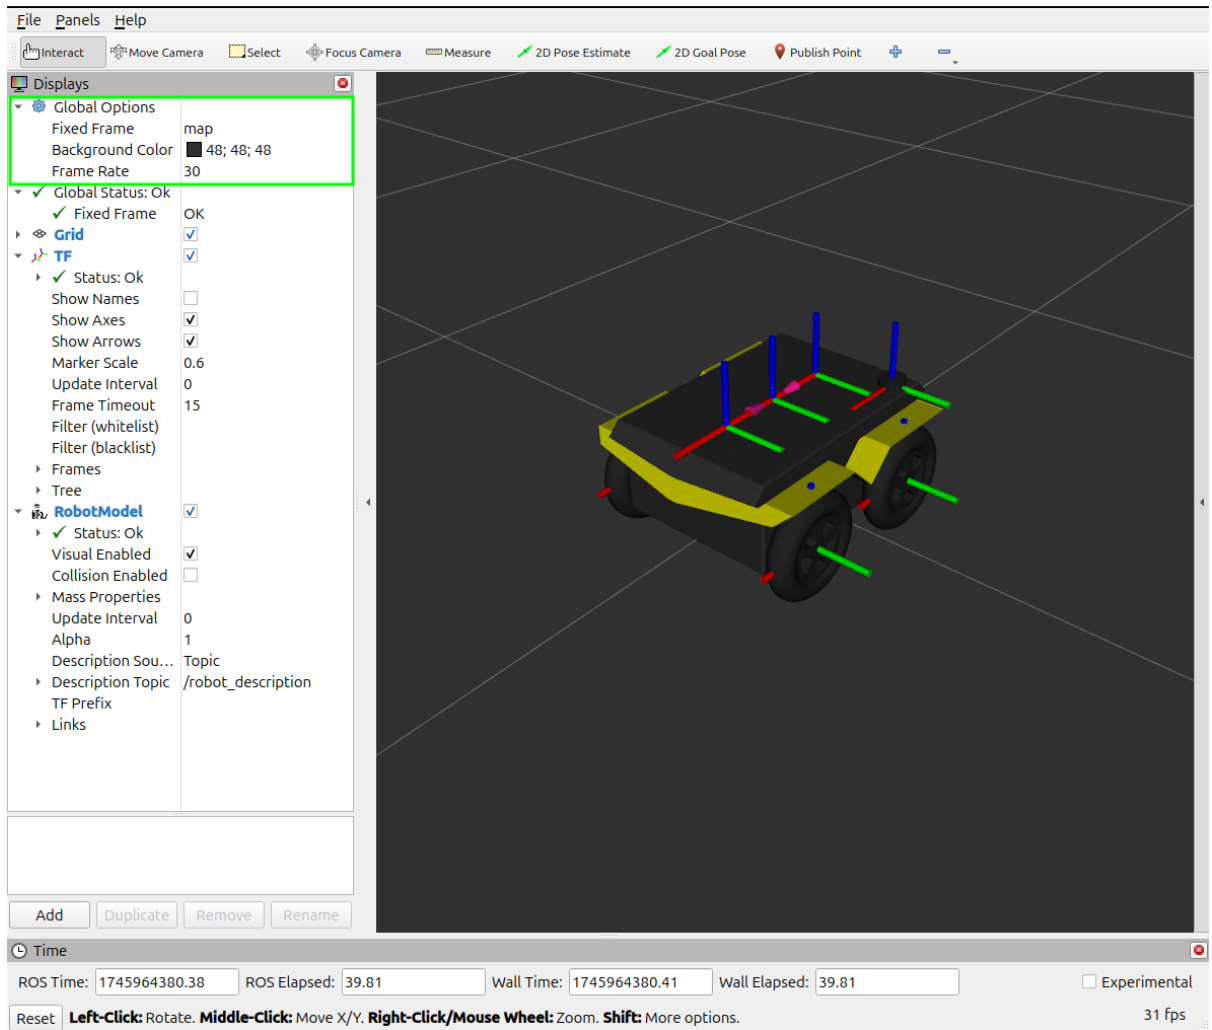 File Panels Help
Interact Move Camera Select Focus Camera Measure 2D Pose Estimate 2D Goal Pose Publish Point
Displays
Global Options
Fixed Frame map
Background Color 48; 48; 48
Frame Rate 30
Global Status: Ok
Fixed Frame OK
Grid
TF
Status: Ok
Show Names
Show Axes
Show Arrows
Marker Scale 0.6
Update Interval 0
Frame Timeout 15
Filter (whitelist)
Filter (blacklist)
Frames
Tree
RobotModel
Status: Ok
Visual Enabled
Collision Enabled
Mass Properties
Update Interval 0
Alpha 1
Description Sou... Topic
Description Topic /robot_description
TF Prefix
Links
Add Duplicate Remove Rename
Time
ROS Time: 1745964380.38 ROS Elapsed: 39.81 Wall Time: 1745964380.41 Wall Elapsed: 39.81 Experimental
Reset Left-Click: Rotate. Middle-Click: Move X/Y. Right-Click/Mouse Wheel: Zoom. Shift: More options. 31 fps